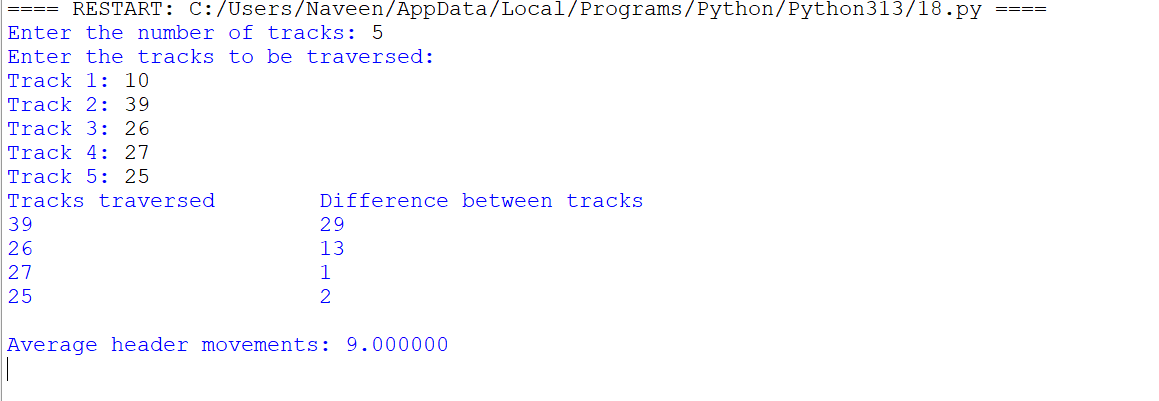 ==== RESTART: C:/Users/Naveen/AppData/Local/Programs/Python/Python313/18.py ====
Enter the number of tracks: 5
Enter the tracks to be traversed:
Track 1: 10
Track 2: 39
Track 3: 26
Track 4: 27
Track 5: 25
Tracks traversed        Difference between tracks
39                      29
26                      13
27                      1
25                      2

Average header movements: 9.000000